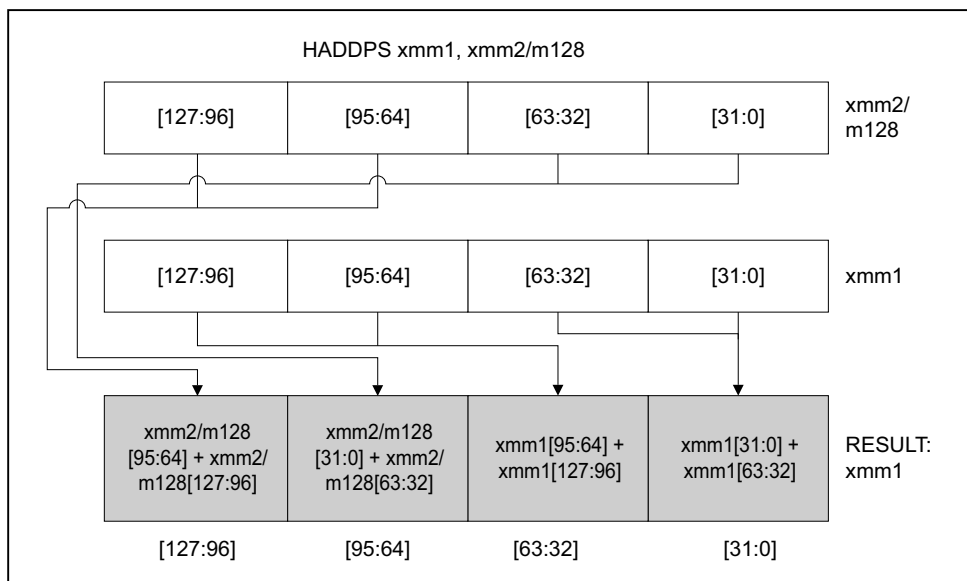 HADDPS xmm1, xmm2/m128
[127:96] [95:64] [63:32] [31:0]
xmm2/
m128
[127:96] [95:64] [63:32] [31:0] xmm1
xmm2/m128
[95:64] + xmm2/
m128[127:96]
xmm2/m128
[31:0] + xmm2/
m128[63:32]
xmm1[95:64] +
xmm1[127:96]
xmm1[31:0] +
xmm1[63:32]
RESULT:
xmm1
[127:96] [95:64] [63:32] [31:0]